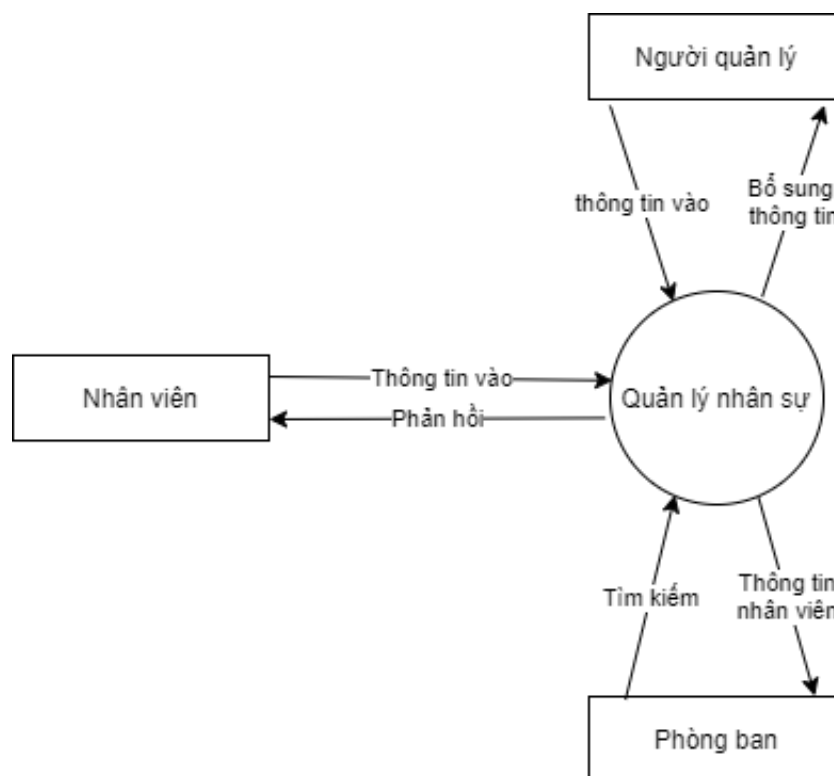 Người quản lý
thông tin vào
Bổ sung
thông tin
Nhân viên
Thông tin vào
Phản hồi
Quản lý nhân sự
Tìm kiếm
Thông tin
nhân viên
Phòng ban